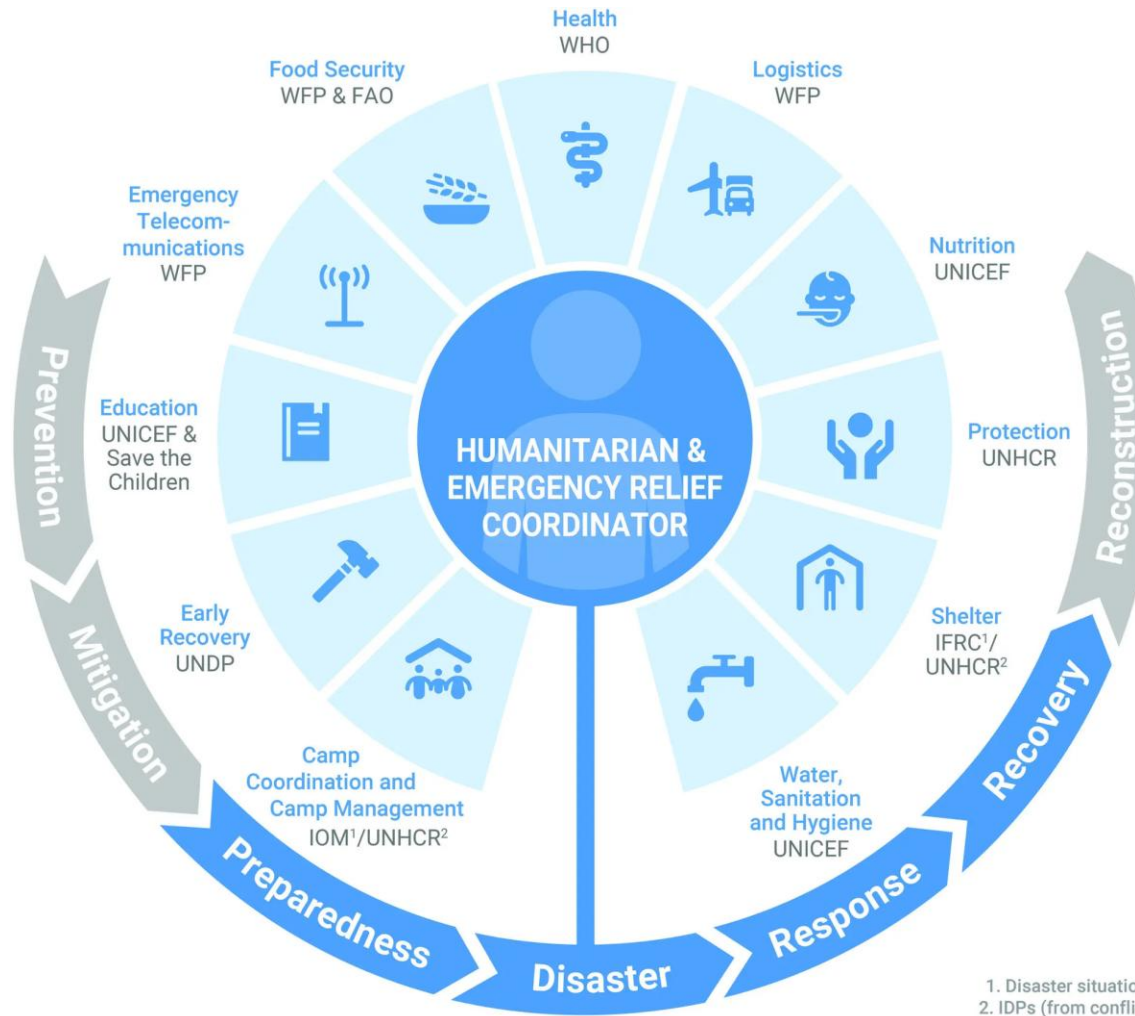 Health
WHO
Logistics
WFP
Nutrition
UNICEF
Protection
UNHCR
Shelter
IFRC¹/
UNHCR²
Water,
Sanitation
and Hygiene
UNICEF
Camp
Coordination and
Camp Management
IOM¹/UNHCR²
Early
Recovery
UNDP
Education
UNICEF &
Save the
Children
Emergency
Telecom-
munications
WFP
Food Security
WFP & FAO
HUMANITARIAN &
EMERGENCY RELIEF
COORDINATOR
Prevention
Mitigation
Preparedness
Disaster
Response
Recovery
Reconstruction
1. Disaster
2. IDPs (from